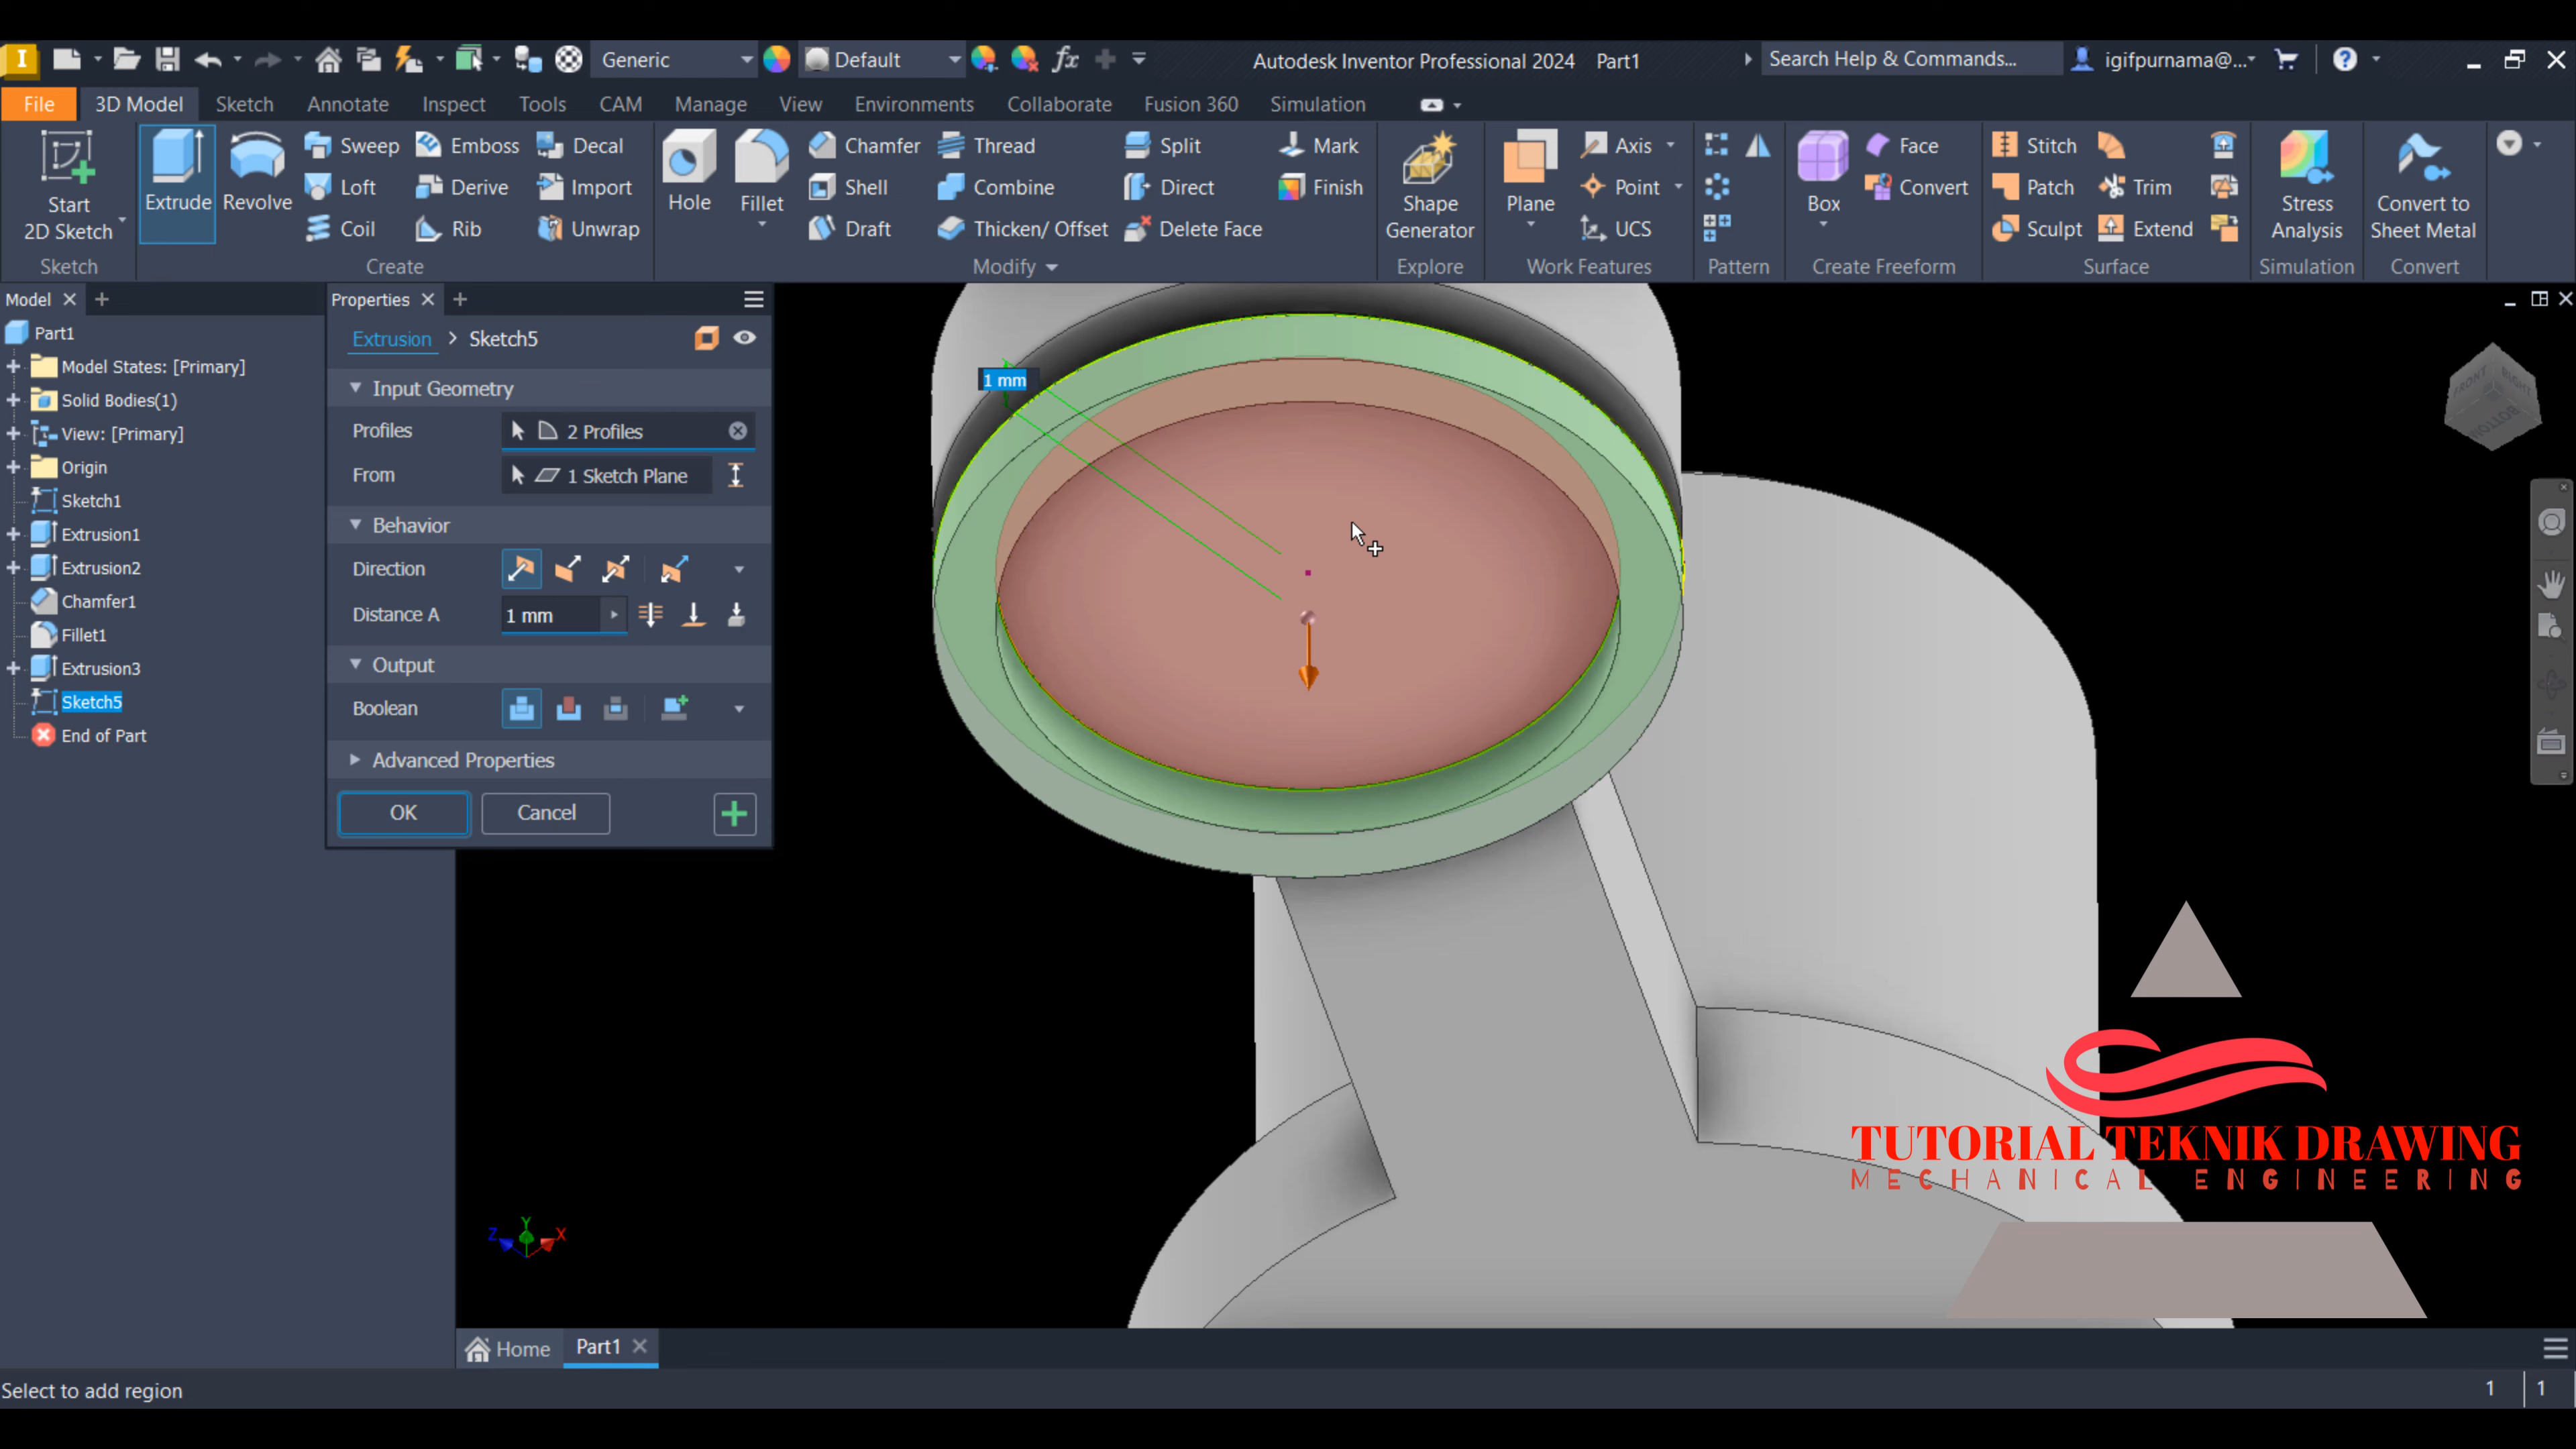 Generic
Default
Autodesk Inventor Professional 2024 Part1
Search Help & Commands...
igifpurnama@...
File 3D Model Sketch Annotate Inspect Tools CAM Manage View Environments Collaborate Fusion 360 Simulation
Start
2D Sketch
Extrude
Revolve
Sweep
Loft
Coil
Emboss
Derive
Rib
Decal
Import
Unwrap
Hole
Fillet
Chamfer
Shell
Draft
Thread
Combine
Thicken/ Offset
Split
Direct
Delete Face
Mark
Finish
Shape
Generator
Plane
Axis
Point
UCS
Box
Face
Convert
Stitch
Patch
Sculpt
Trim
Extend
Stress
Analysis
Convert to
Sheet Metal
Sketch Create Modify Explore Work Features Pattern Create Freeform Surface Simulation Convert
Model
Part1
Model States: [Primary]
Solid Bodies(1)
View: [Primary]
Origin
Sketch1
Extrusion1
Extrusion2
Chamfer1
Fillet1
Extrusion3
Sketch5
End of Part
Properties
Extrusion > Sketch5
Input Geometry
Profiles 2 Profiles
From 1 Sketch Plane
Behavior
Direction
Distance A 1 mm
Output
Boolean
Advanced Properties
OK Cancel
1 mm
FRONT RIGHT
BOTTOM
Z Y X
TUTORIAL TEKNIK DRAWING
MECHANICAL ENGINEERING
Home Part1
Select to add region
1 1